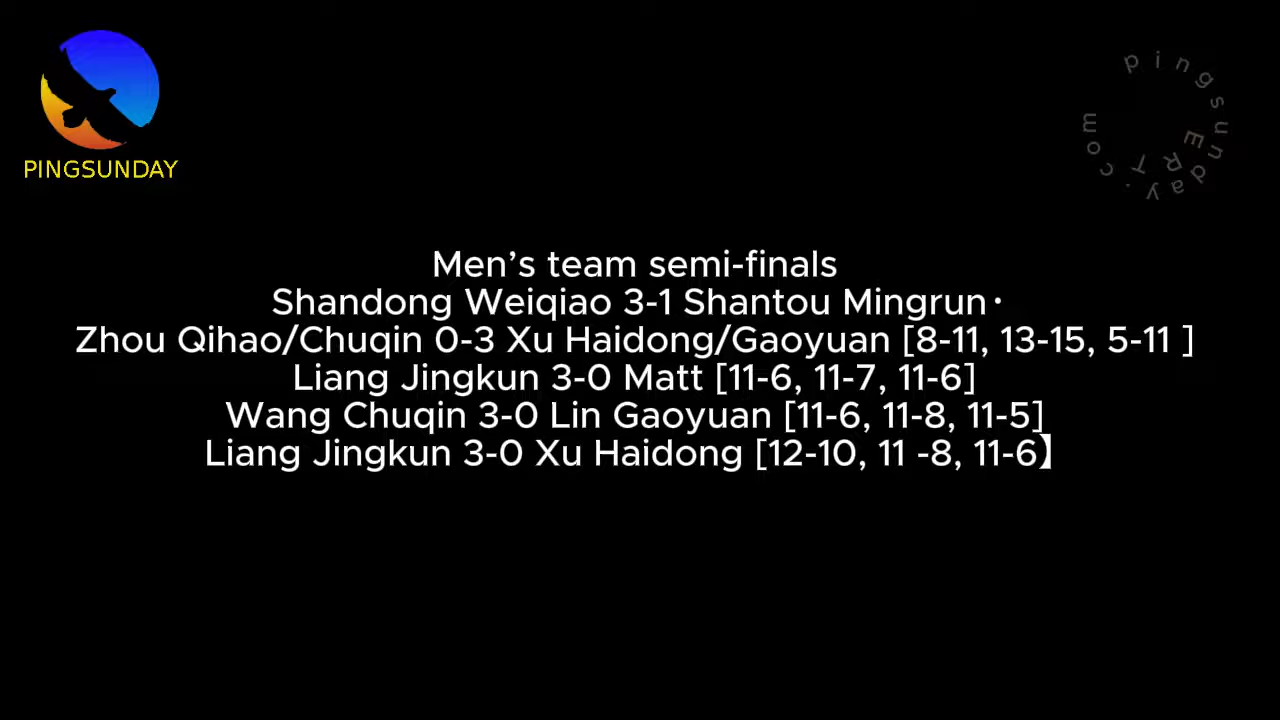 PINGSUNDAY
pingsunday.com
TRE
Men’s team semi-finals
Shandong Weiqiao 3-1 Shantou Mingrun·
Zhou Qihao/Chuqin 0-3 Xu Haidong/Gaoyuan [8-11, 13-15, 5-11 ]
Liang Jingkun 3-0 Matt [11-6, 11-7, 11-6]
Wang Chuqin 3-0 Lin Gaoyuan [11-6, 11-8, 11-5]
Liang Jingkun 3-0 Xu Haidong [12-10, 11 -8, 11-6】